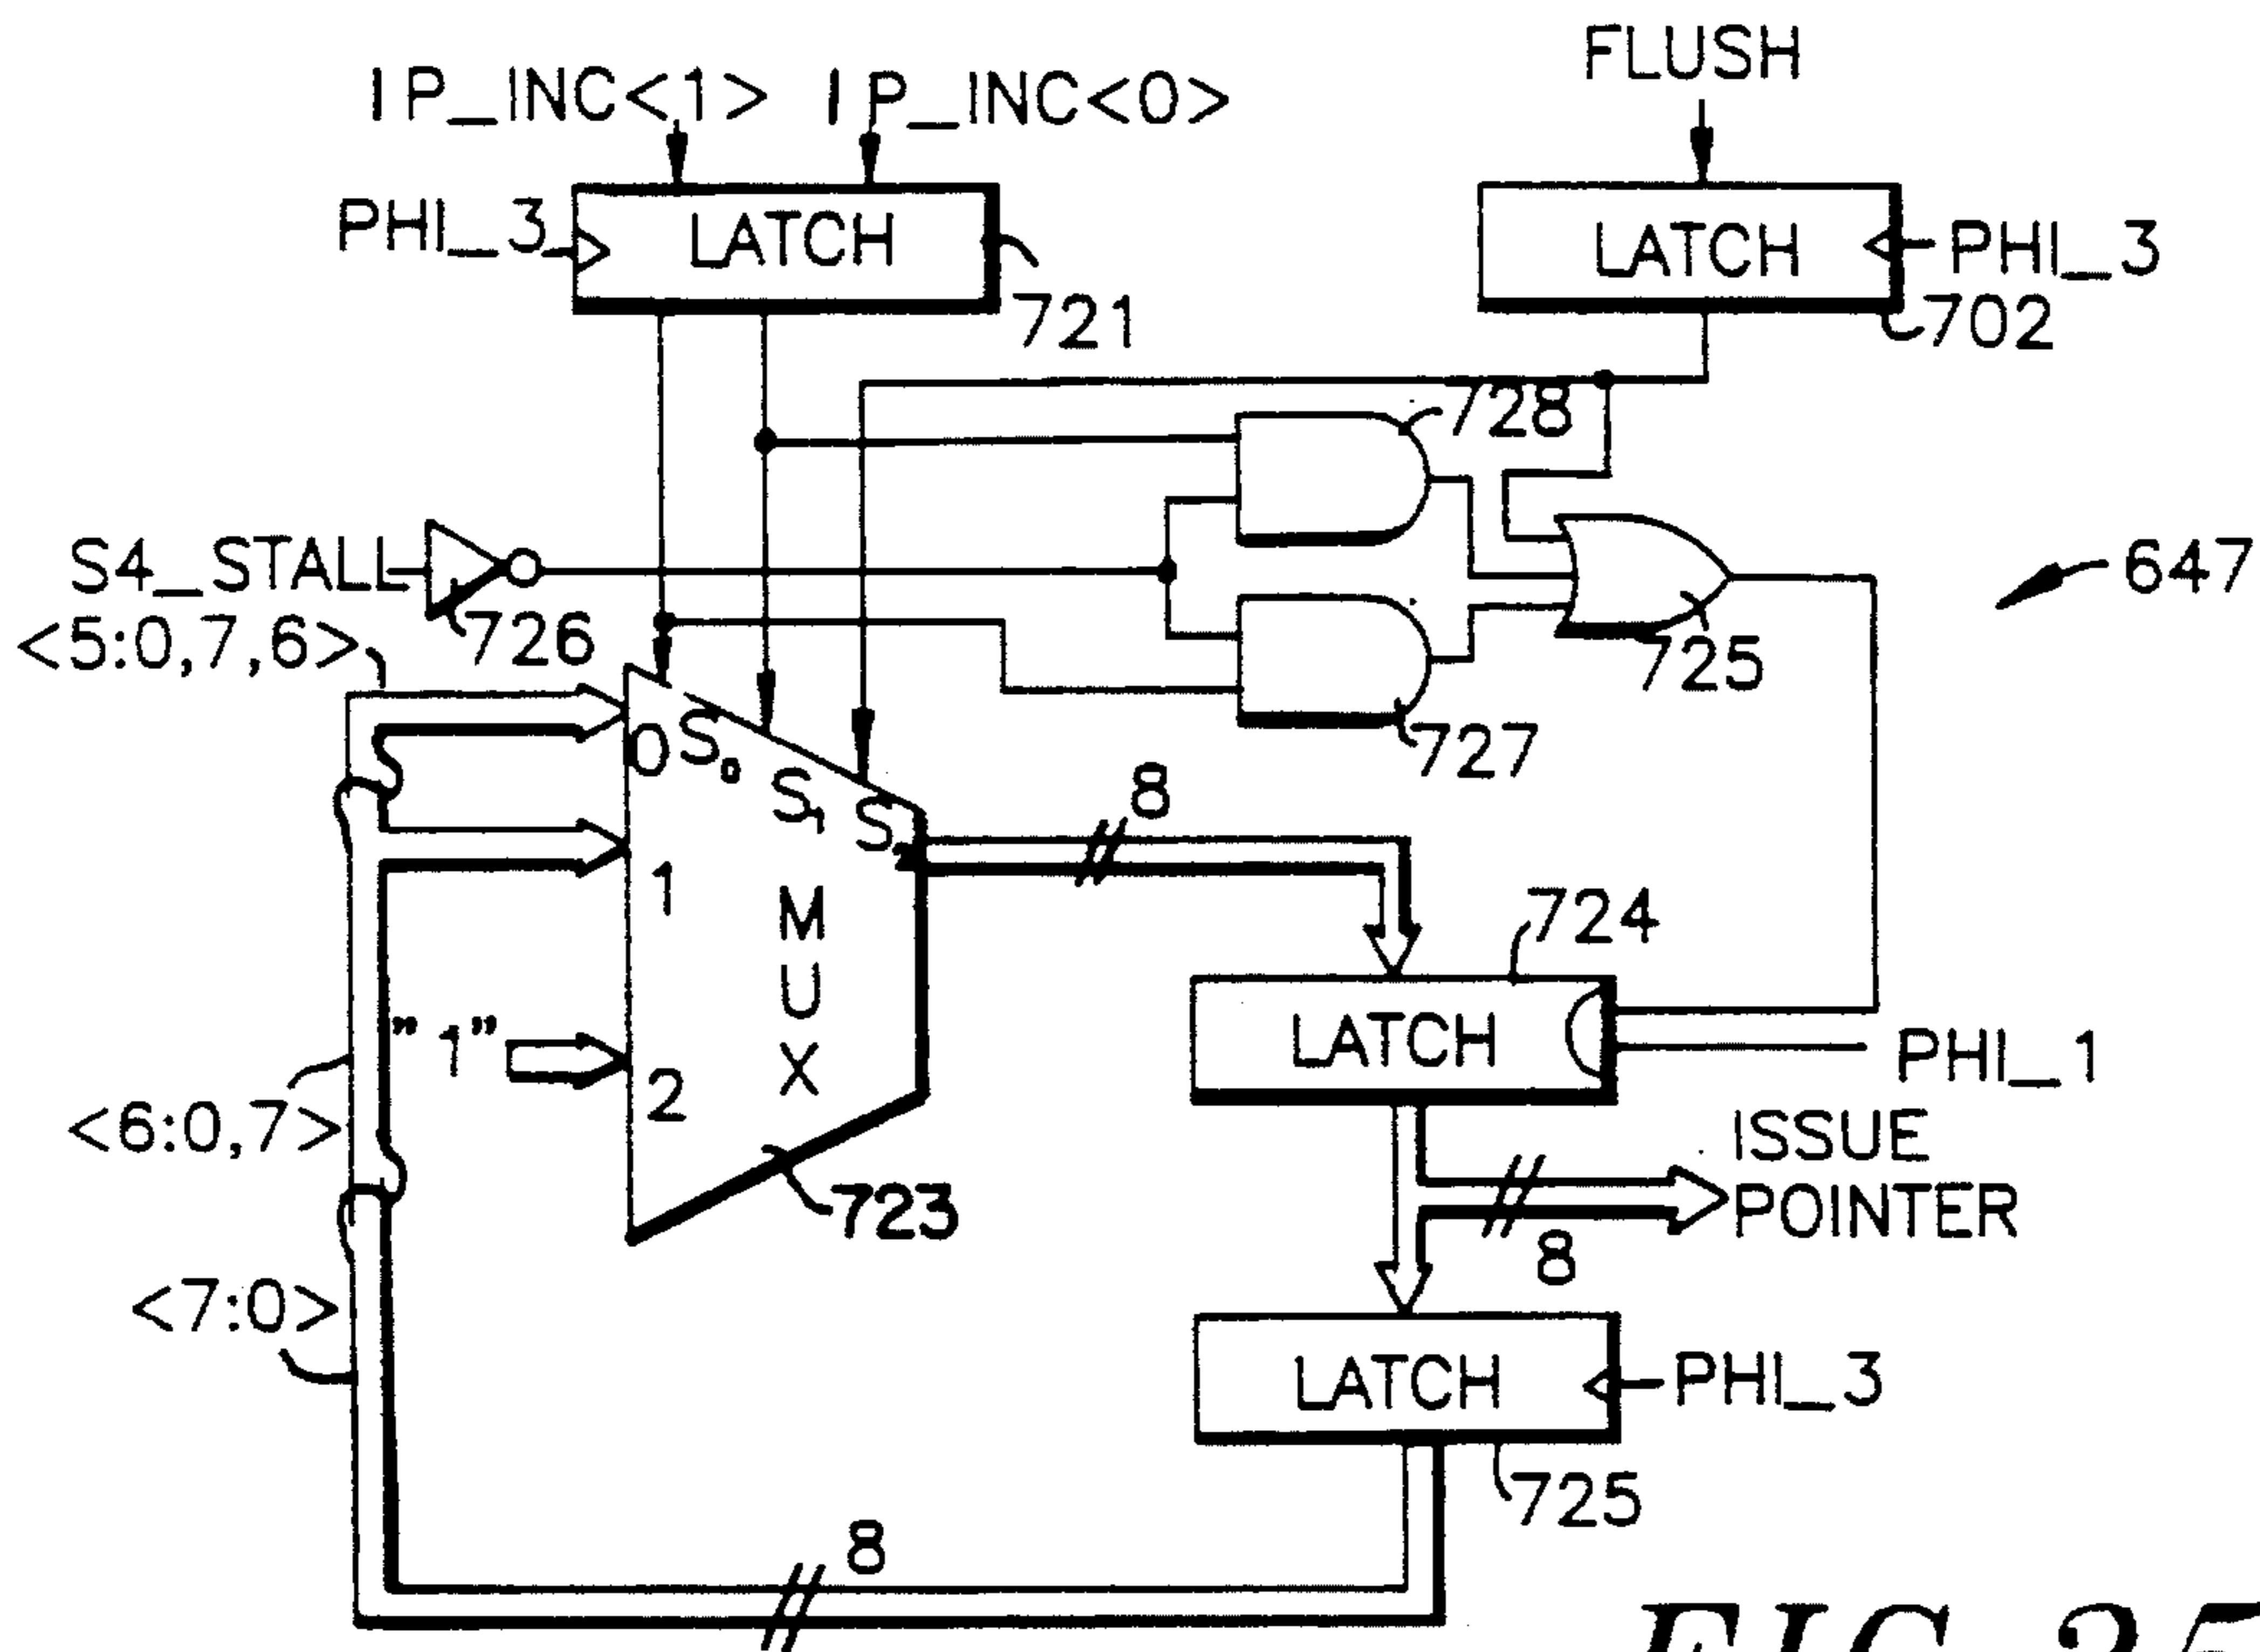 IP_INC<1>
IP_INC<0>
FLUSH
PHI_3
LATCH
721
LATCH
PHI_3
702
728
S4_STALL
726
647
<5:0,7,6>
725
727
0
S0
S1
S2
8
1
MUX
724
"1"
2
LATCH
PHI_1
<6:0,7>
723
ISSUE
POINTER
8
<7:0>
LATCH
PHI_3
725
8